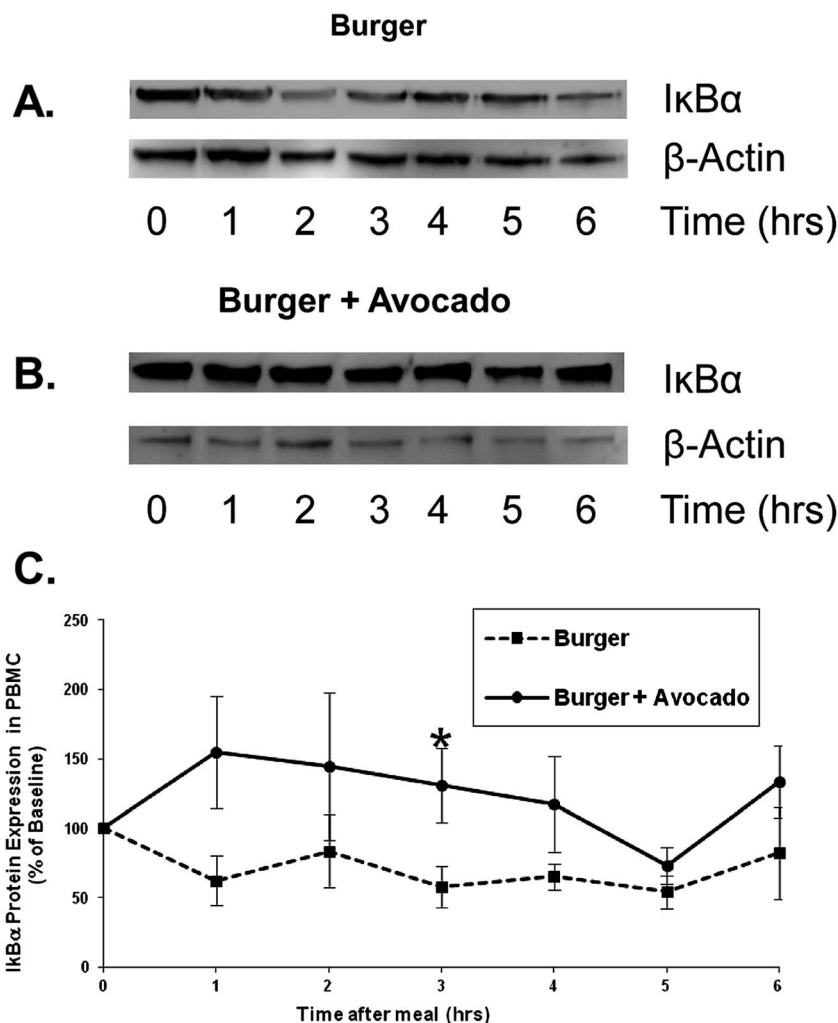 Burger
A.
IκBα
β-Actin
0 1 2 3 4 5 6 Time (hrs)
Burger + Avocado
B.
IκBα
β-Actin
0 1 2 3 4 5 6 Time (hrs)
C.
IkBα Protein Expression in PBMC
(% of Baseline)
250
200
150
100
50
0
Burger
Burger + Avocado
*
0 1 2 3 4 5 6
Time after meal (hrs)